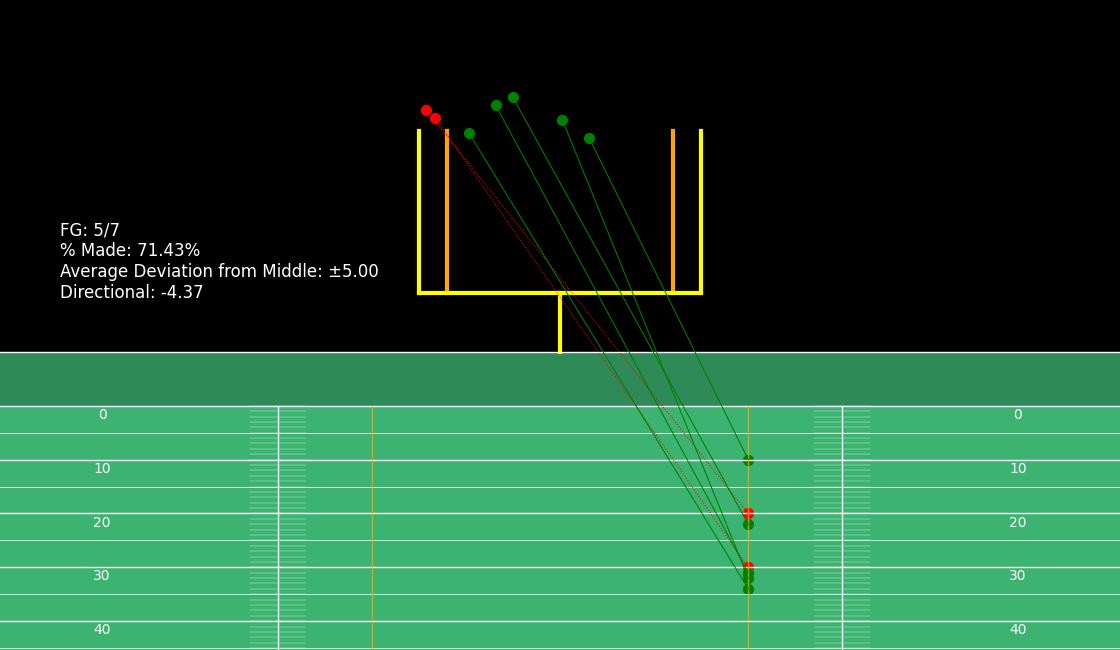 FG: 5/7
% Made: 71.43%
Average Deviation from Middle: ±5.00
Directional: -4.37
0 0
10 10
20 20
30 30
40 40